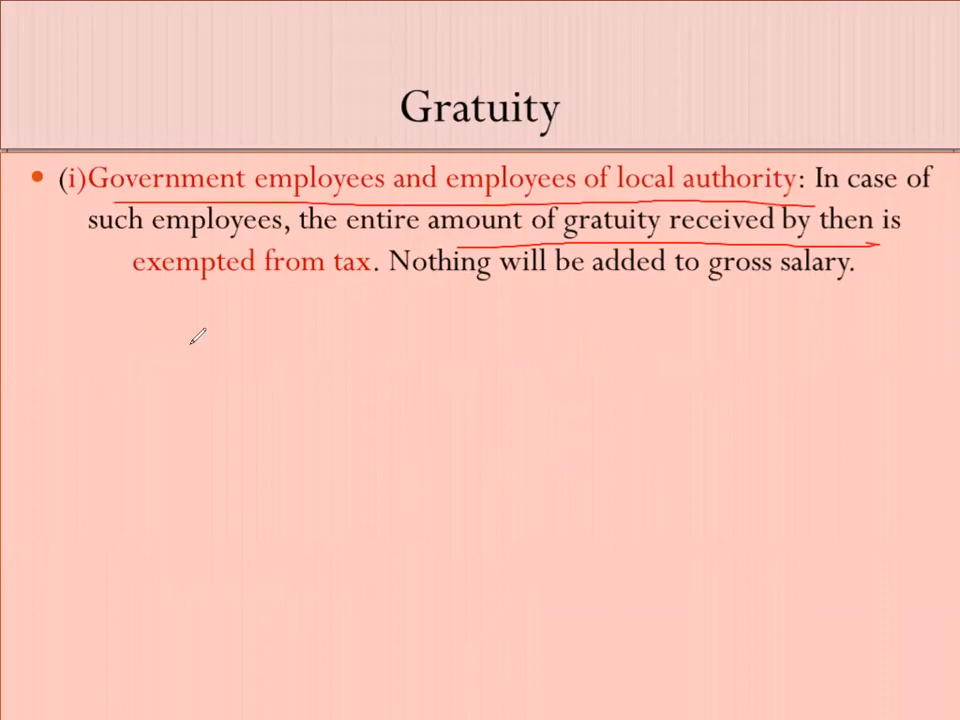 Gratuity
• (i)Government employees and employees of local authority: In case of
such employees, the entire amount of gratuity received by then is
exempted from tax. Nothing will be added to gross salary.